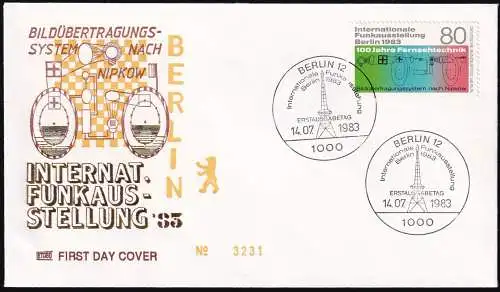 BILDÜBERTRAGUNGS-
SYSTEM NACH
NIPKOW
BERLIN
INTERNAT.
FUNKAUS-
STELLUNG '83
FIRST DAY COVER
№ 3231
Internationale
Funkausstellung
Berlin 1983
80
100 Jahre Fernsehtechnik
Bildübertragungssystem nach Nipkow
BERLIN 12
Internationale Funkausstellung
Berlin 1983
ERSTAUSGABETAG
14.07.1983
1000
BERLIN 12
Internationale Funkausstellung
Berlin 1983
ERSTAUSGABETAG
14.07.1983
1000